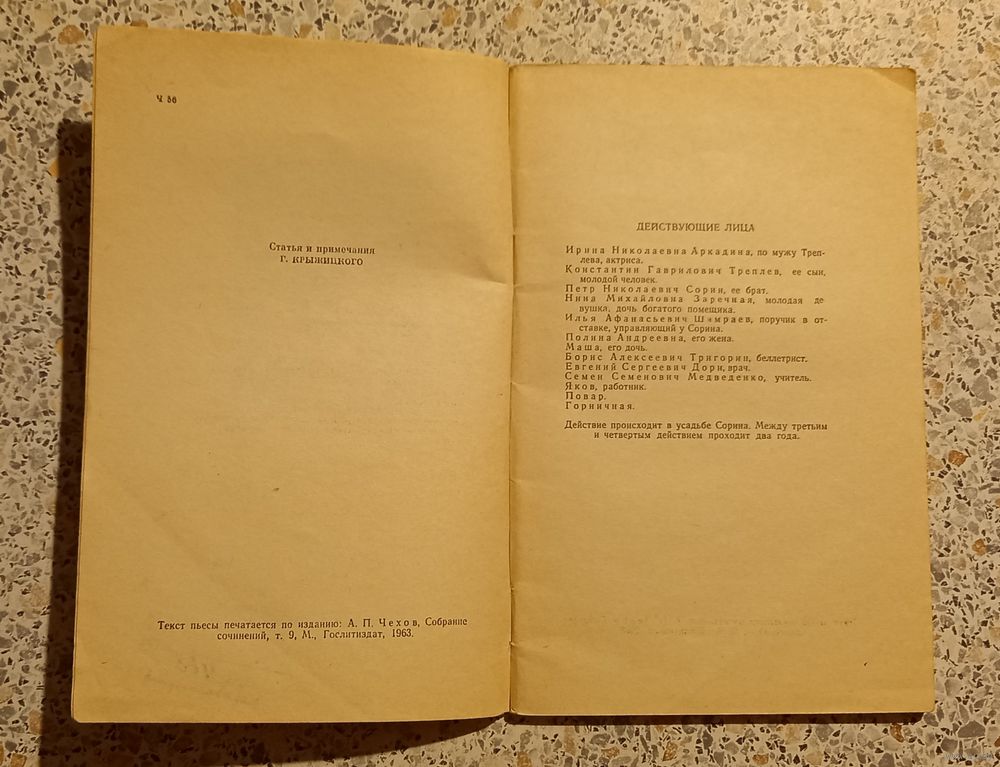 Ч 56
Статья и примечания
Г. КРЫЖИЦКОГО
Текст пьесы печатается по изданию: А. П. Чехов, Собрание
сочинений, т. 9, М., Гослитиздат, 1963.
ДЕЙСТВУЮЩИЕ ЛИЦА
Ирина Николаевна Аркадина, по мужу Треп-
лева, актриса.
Константин Гаврилович Треплев, ее сын,
молодой человек.
Петр Николаевич Сорин, ее брат.
Нина Михайловна Заречная, молодая де
вушка, дочь богатого помещика.
Илья Афанасьевич Шамраев, поручик в от-
ставке, управляющий у Сорина.
Полина Андреевна, его жена.
Маша, его дочь.
Борис Алексеевич Тригорин, беллетрист.
Евгений Сергеевич Дорн, врач.
Семен Семенович Медведенко, учитель.
Яков, работник.
Повар.
Горничная.
Действие происходит в усадьбе Сорина. Между третьим
и четвертым действием проходит два года.